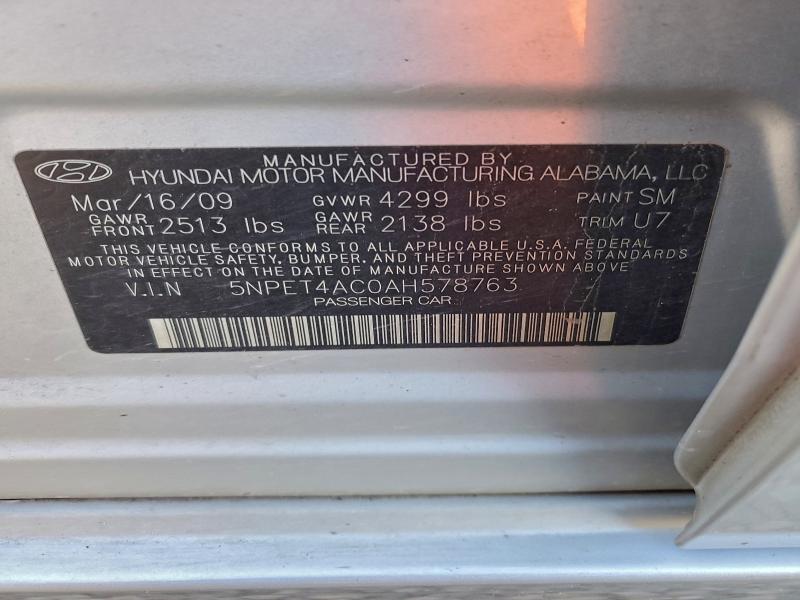 MANUFACTURED BY
HYUNDAI MOTOR MANUFACTURING ALABAMA, LLC
Mar/16/09 GVWR 4299 lbs PAINT SM
GAWR FRONT 2513 lbs GAWR REAR 2138 lbs TRIM U7
THIS VEHICLE CONFORMS TO ALL APPLICABLE U.S.A. FEDERAL
MOTOR VEHICLE SAFETY, BUMPER, AND THEFT PREVENTION STANDARDS
IN EFFECT ON THE DATE OF MANUFACTURE SHOWN ABOVE
V.I.N 5NPET4AC0AH578763
PASSENGER CAR